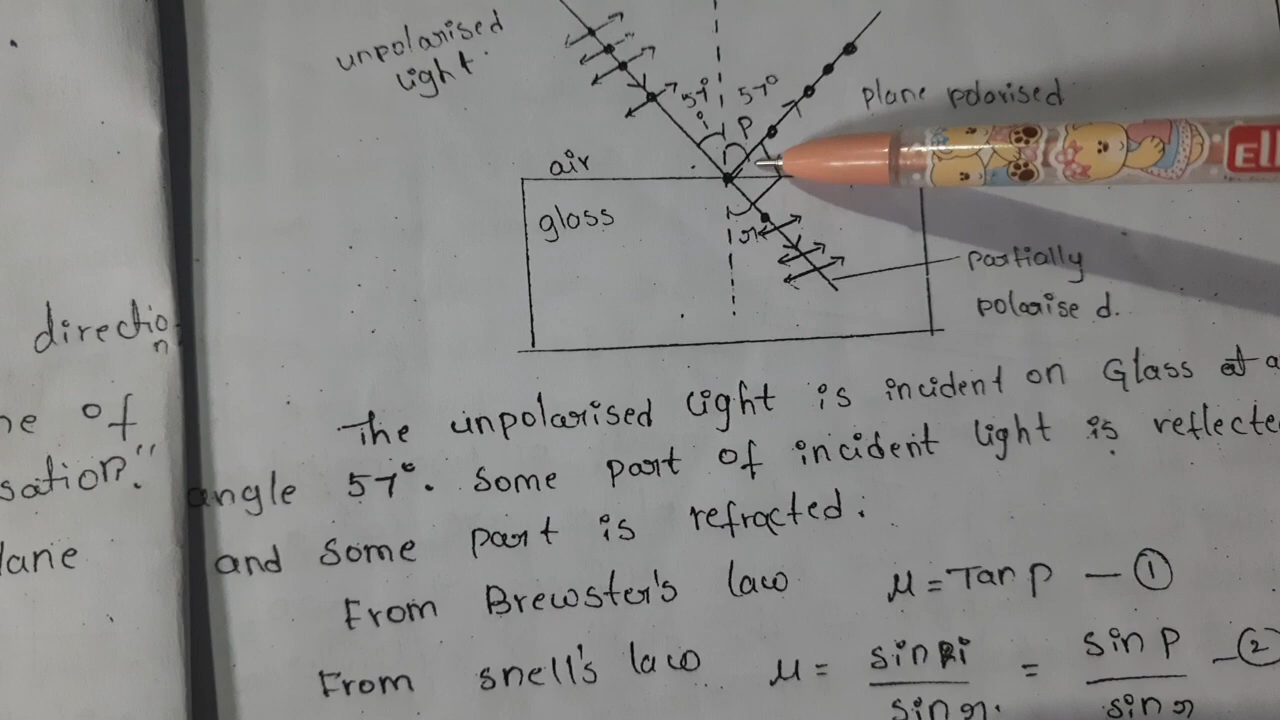 unpolarised
light
57° 57°
i P
plane polarised
air
Ell
glass
r
partially
polarised.
directio
n
The unpolarised light is incident on Glass at a
ne of
angle 57°. Some part of incident light is reflecte
sation."
and some part is refracted.
lane
From Brewster's law μ = Tan p — ①
From snell's law μ = sin i / sin r = sin p / sin r — ②